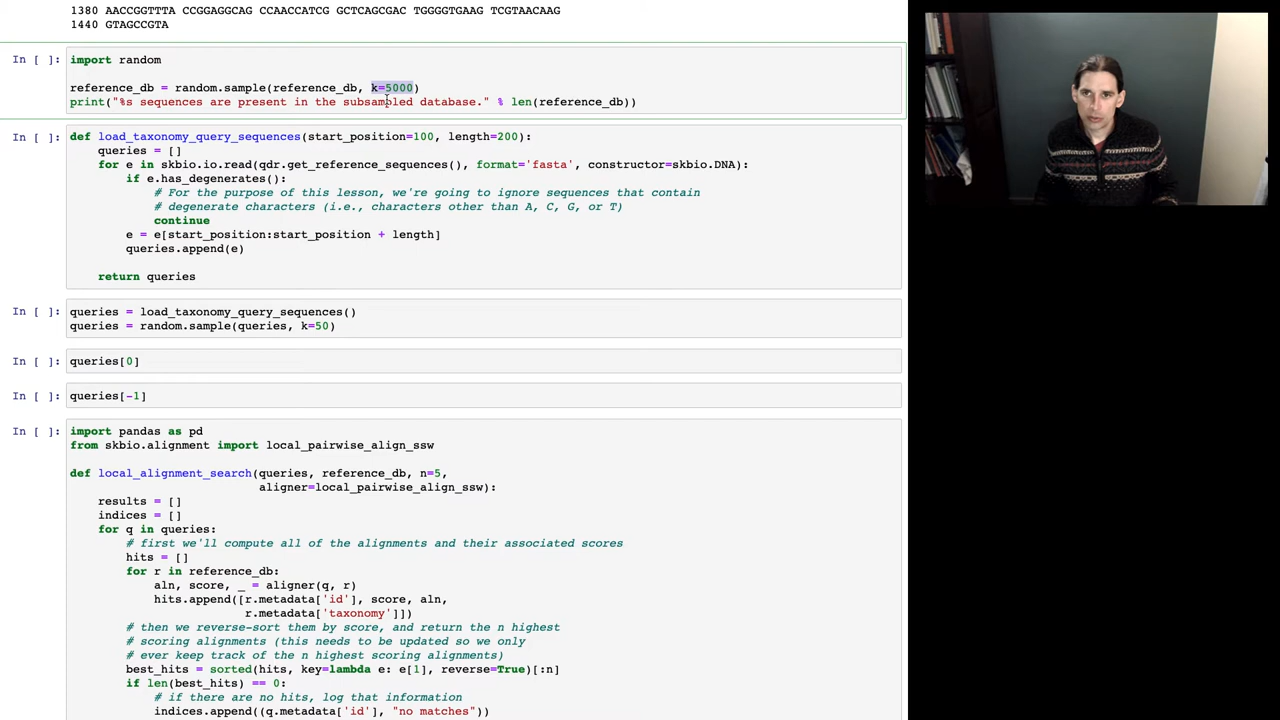 1380 AACCGGTTTA CCGGAGGCAG CCAACCATCG GCTCAGCGAC TGGGGTGAAG TCGTAACAAG
1440 GTAGCCGTA
In [ ]: import random
reference_db = random.sample(reference_db, k=5000)
print("%s sequences are present in the subsampled database." % len(reference_db))
In [ ]: def load_taxonomy_query_sequences(start_position=100, length=200):
queries = []
for e in skbio.io.read(qdr.get_reference_sequences(), format='fasta', constructor=skbio.DNA):
if e.has_degenerates():
# For the purpose of this lesson, we're going to ignore sequences that contain
# degenerate characters (i.e., characters other than A, C, G, or T)
continue
e = e[start_position:start_position + length]
queries.append(e)
return queries
In [ ]: queries = load_taxonomy_query_sequences()
queries = random.sample(queries, k=50)
In [ ]: queries[0]
In [ ]: queries[-1]
In [ ]: import pandas as pd
from skbio.alignment import local_pairwise_align_ssw
def local_alignment_search(queries, reference_db, n=5,
aligner=local_pairwise_align_ssw):
results = []
indices = []
for q in queries:
# first we'll compute all of the alignments and their associated scores
hits = []
for r in reference_db:
aln, score, _ = aligner(q, r)
hits.append([r.metadata['id'], score, aln,
r.metadata['taxonomy']])
# then we reverse-sort them by score, and return the n highest
# scoring alignments (this needs to be updated so we only
# ever keep track of the n highest scoring alignments)
best_hits = sorted(hits, key=lambda e: e[1], reverse=True)[:n]
if len(best_hits) == 0:
# if there are no hits, log that information
indices.append((q.metadata['id'], "no matches"))